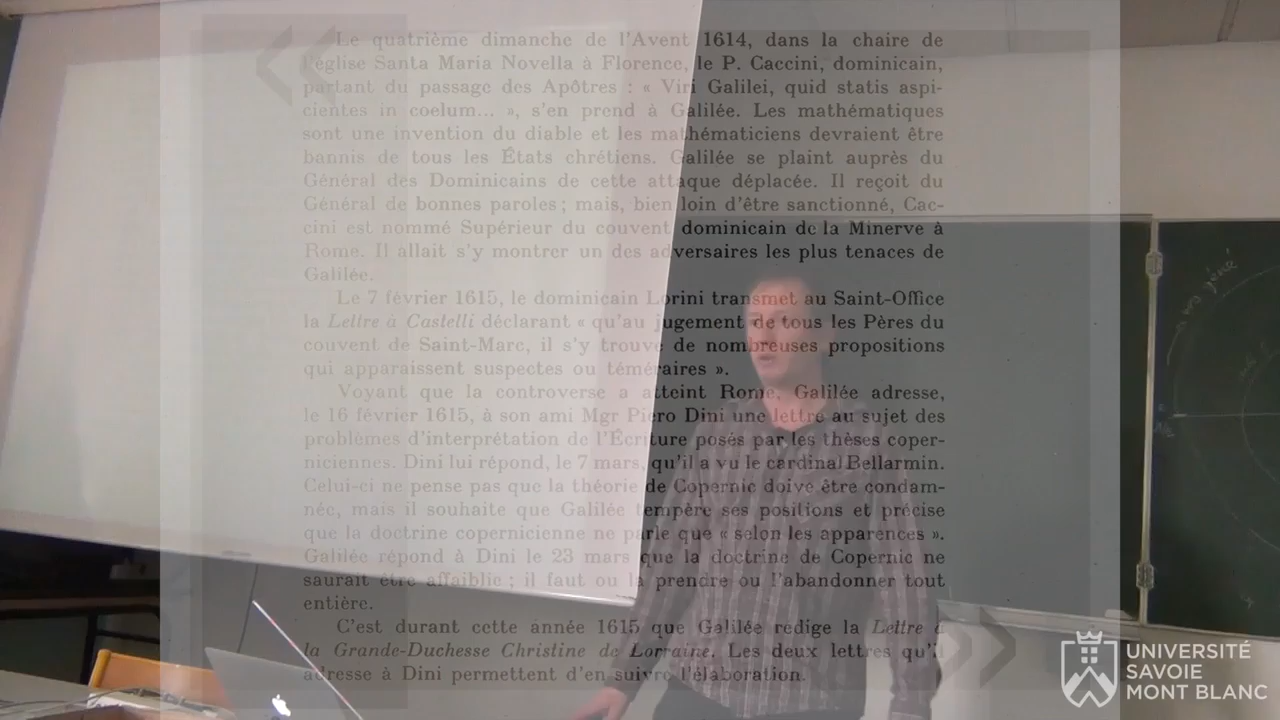 Le quatrième dimanche de l'Avent 1614, dans la chaire de
l'église Santa Maria Novella à Florence, le P. Caccini, dominicain,
partant du passage des Apôtres : « Viri Galilei, quid statis aspi-
cientes in coelum... », s'en prend à Galilée. Les mathématiques
sont une invention du diable et les mathématiciens devraient être
bannis de tous les États chrétiens. Galilée se plaint auprès du
Général des Dominicains de cette attaque déplacée. Il reçoit du
Général de bonnes paroles ; mais, bien loin d'être sanctionné, Cac-
cini est nommé Supérieur du couvent dominicain de la Minerve à
Rome. Il allait s'y montrer un des adversaires les plus tenaces de
Galilée.
Le 7 février 1615, le dominicain Lorini transmet au Saint-Office
la Lettre à Castelli déclarant « qu'au jugement de tous les Pères du
couvent de Saint-Marc, il s'y trouve de nombreuses propositions
qui apparaissent suspectes ou téméraires ».
Voyant que la controverse a atteint Rome, Galilée adresse,
le 16 février 1615, à son ami Mgr Piero Dini une lettre au sujet des
problèmes d'interprétation de l'Écriture posés par les thèses coper-
niciennes. Dini lui répond, le 7 mars, qu'il a vu le cardinal Bellarmin.
Celui-ci ne pense pas que la théorie de Copernic doive être condam-
née, mais il souhaite que Galilée tempère ses positions et précise
que la doctrine copernicienne ne parle que « selon les apparences ».
Galilée répond à Dini le 23 mars que la doctrine de Copernic ne
saurait être affaiblie ; il faut ou la prendre ou l'abandonner tout
entière.
C'est durant cette année 1615 que Galilée redige la Lettre à
la Grande-Duchesse Christine de Lorraine. Les deux lettres qu'il
adresse à Dini permettent d'en suivre l'élaboration.
UNIVERSITÉ
SAVOIE
MONT BLANC